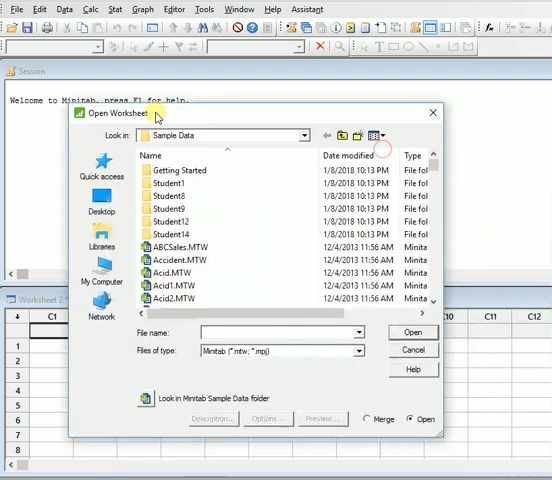 File Edit Data Calc Stat Graph Editor Tools Window Help Assistant
Session
Welcome to Minitab, press F1 for help.
Open Worksheet
Look in: Sample Data
Quick access
Desktop
Libraries
My Computer
Network
Name Date modified Type
Getting Started 1/8/2018 10:13 PM File fol
Student1 1/8/2018 10:13 PM File fol
Student8 1/8/2018 10:13 PM File fol
Student9 1/8/2018 10:13 PM File fol
Student12 1/8/2018 10:13 PM File fol
Student14 1/8/2018 10:13 PM File fol
ABCSales.MTW 12/4/2013 11:56 AM Minita
Accident.MTW 12/4/2013 11:56 AM Minita
Acid.MTW 12/4/2013 11:56 AM Minita
Acid1.MTW 12/4/2013 11:56 AM Minita
Acid2.MTW 12/4/2013 11:56 AM Minita
File name: Open
Files of type: Minitab (*.mtw; *.mpj) Cancel
Help
Look in Minitab Sample Data folder
Description... Options... Preview... Merge Open
Worksheet 2
C1 C10 C11 C12
1
2
3
4
5
6
7
8